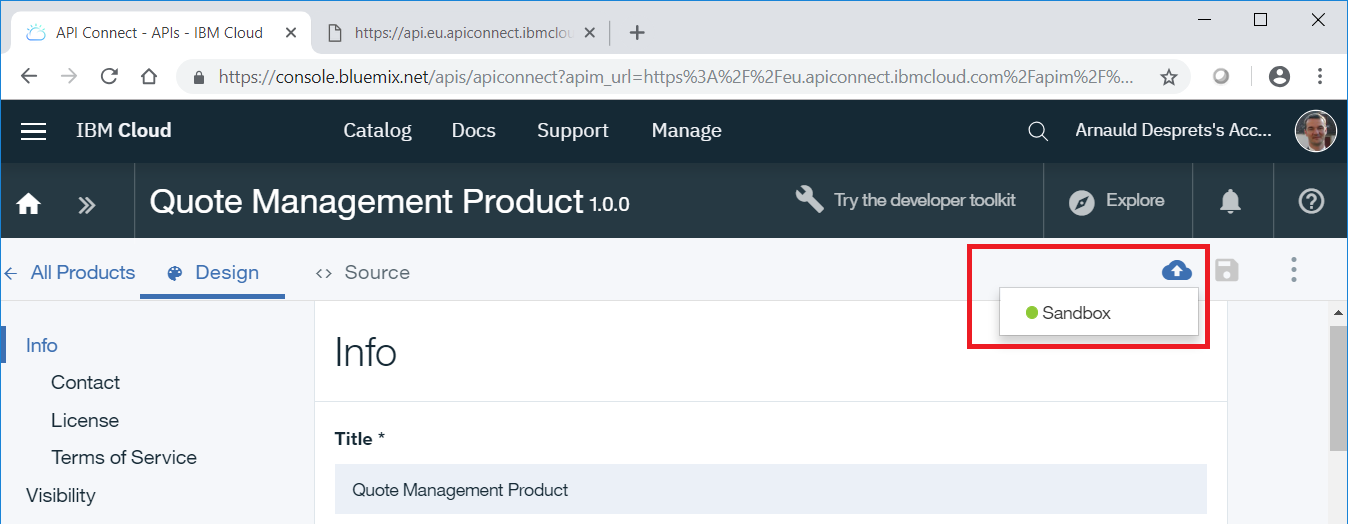 API Connect - APIs - IBM Cloud
https://api.eu.apiconnect.ibmclou
https://console.bluemix.net/apis/apiconnect?apim_url=https%3A%2F%2Feu.apiconnect.ibmcloud.com%2Fapim%2F%...
IBM Cloud Catalog Docs Support Manage Arnauld Desprets's Acc...
Quote Management Product 1.0.0 Try the developer toolkit Explore
All Products Design Source
Sandbox
Info
Info
Contact
License
Terms of Service
Visibility
Title *
Quote Management Product